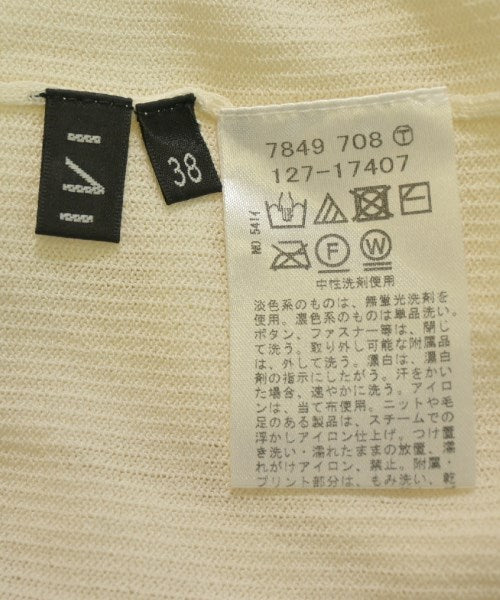 I/VI
38
7849 708 Ⓣ
127-17407
NO 541イ
F W
中性洗剤使用
淡色系のものは、無蛍光洗剤を
使用。濃色系のものは単品洗い。
ボタン、ファスナー等は、閉じ
て洗う。取り外し可能な附属品
は、外して洗う。漂白は、漂白
剤の指示にしたがう。汗をかい
た場合、速やかに洗う。アイロ
ンは、当て布使用。ニットや毛
足のある製品は、スチームでの
浮かしアイロン仕上げ。つけ置
き洗い・濡れたままの放置、濡
れがけアイロン、禁止。附属・
プリント部分は、もみ洗い、乾